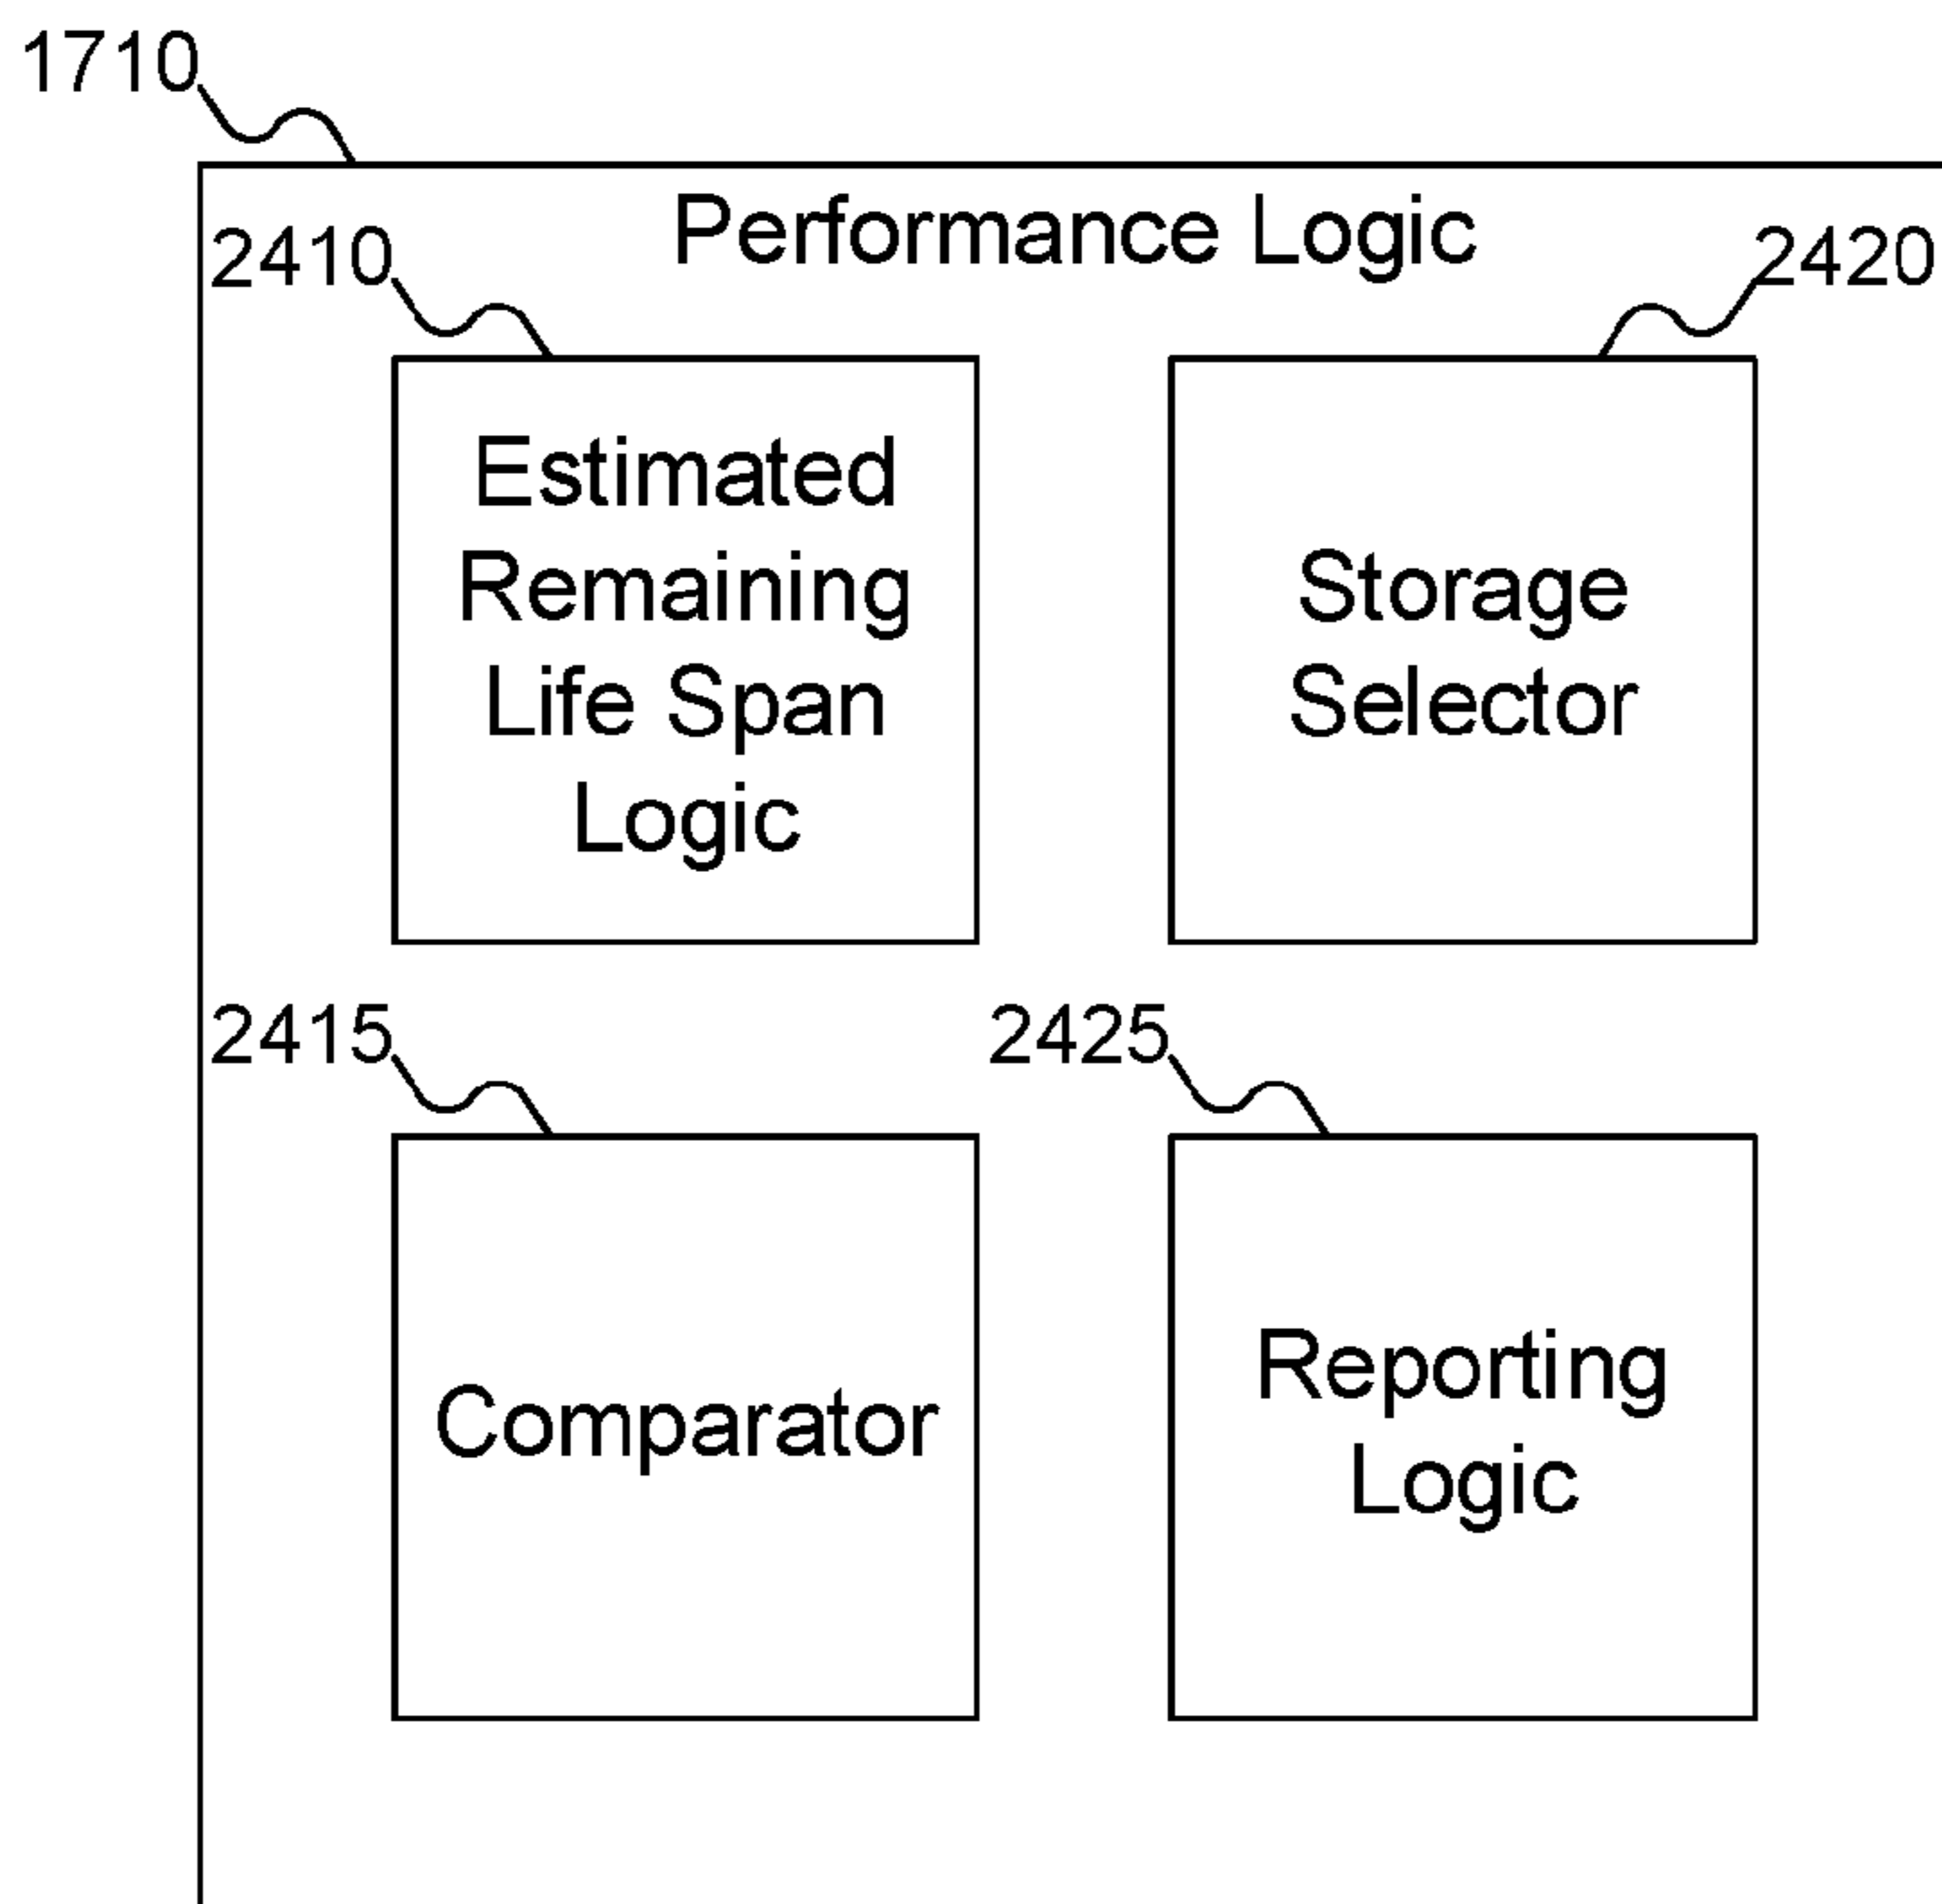 1710
Performance Logic
2410
2420
Estimated
Remaining
Life Span
Logic
Storage
Selector
2415
2425
Comparator
Reporting
Logic